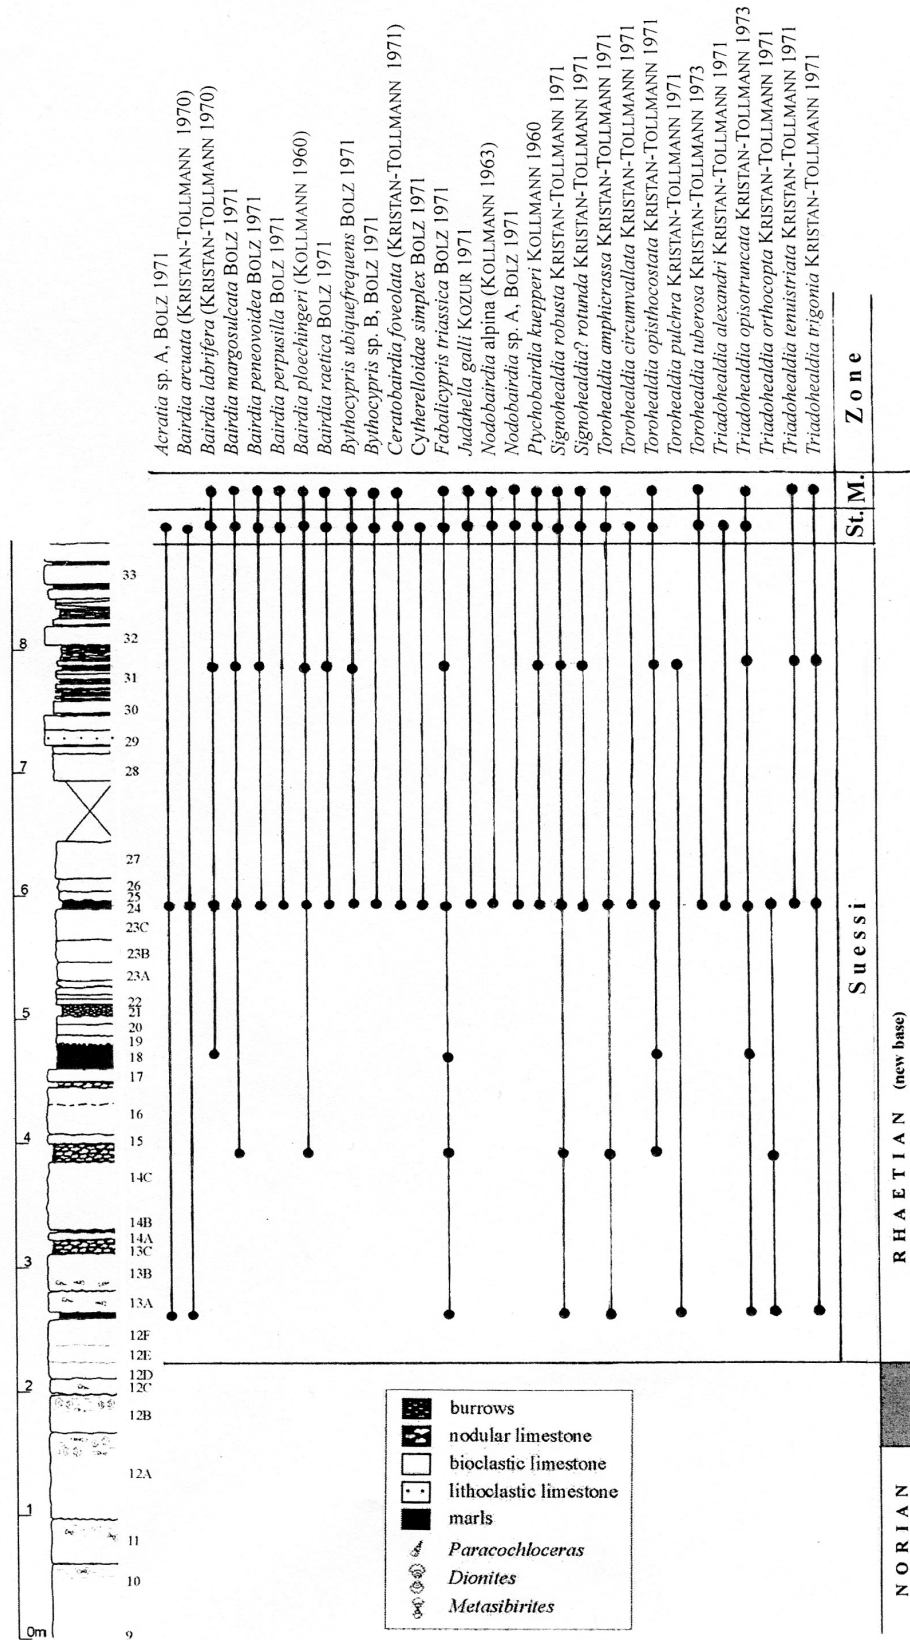 Acratia sp. A, BOLZ 1971
Bairdia arcuata (KRISTAN-TOLLMANN 1970)
Bairdia labrifera (KRISTAN-TOLLMANN 1970)
Bairdia margosulcata BOLZ 1971
Bairdia peneovoidea BOLZ 1971
Bairdia perpusilla BOLZ 1971
Bairdia ploechingeri (KOLLMANN 1960)
Bairdia raetica BOLZ 1971
Bythocypris ubiquefrequens BOLZ 1971
Bythocypris sp. B, BOLZ 1971
Ceratobairdia foveolata (KRISTAN-TOLLMANN 1971)
Cytherelloidae simplex BOLZ 1971
Fabalicypris triassica BOLZ 1971
Judahella galli KOZUR 1971
Nodobairdia alpina (KOLLMANN 1963)
Nodobairdia sp. A, BOLZ 1971
Ptychobairdia kuepperi KOLLMANN 1960
Signohealdia robusta KRISTAN-TOLLMANN 1971
Signohealdia? rotunda KRISTAN-TOLLMANN 1971
Torohealdia amphicrassa KRISTAN-TOLLMANN 1971
Torohealdia circumvallata KRISTAN-TOLLMANN 1971
Torohealdia opisthocostata KRISTAN-TOLLMANN 1971
Torohealdia pulchra KRISTAN-TOLLMANN 1971
Torohealdia tuberosa KRISTAN-TOLLMANN 1973
Triadohealdia alexandri KRISTAN-TOLLMANN 1971
Triadohealdia opisotruncata KRISTAN-TOLLMANN 1973
Triadohealdia orthocopta KRISTAN-TOLLMANN 1971
Triadohealdia tenuistriata KRISTAN-TOLLMANN 1971
Triadohealdia trigonia KRISTAN-TOLLMANN 1971
Zone
M.
St.
Suessi
RHAETIAN (new base)
NORIAN
8
7
6
5
4
3
2
1
0m
33
32
31
30
29
28
27
26
25
24
23C
23B
23A
22
21
20
19
18
17
16
15
14C
14B
14A
13C
13B
13A
12F
12E
12D
12C
12B
12A
11
10
9
burrows
nodular limestone
bioclastic limestone
lithoclastic limestone
marls
Paracochloceras
Dionites
Metasibirites